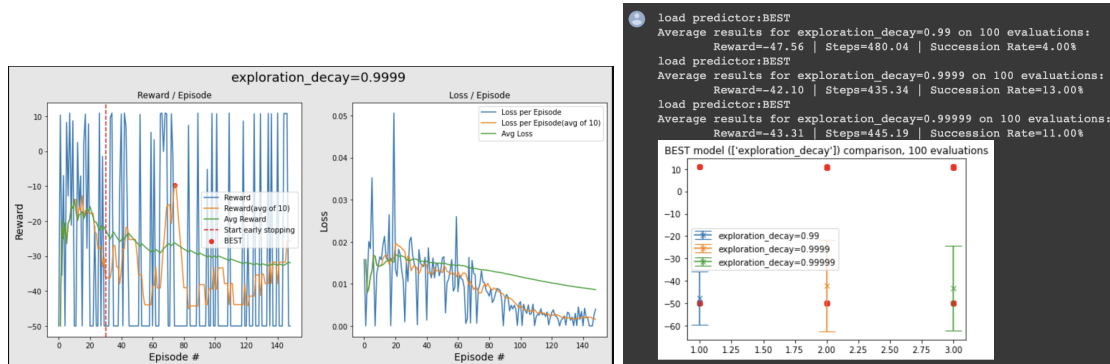 exploration_decay=0.9999
Reward / Episode
10
0
−10
−20
−30
−40
−50
Reward
Reward
Reward(avg of 10)
Avg Reward
Start early stopping
BEST
0 20 40 60 80 100 120 140
Episode #
Loss / Episode
0.05
0.04
0.03
0.02
0.01
0.00
Loss
Loss per Episode
Loss per Episode(avg of 10)
Avg Loss
0 20 40 60 80 100 120 140
Episode #
load predictor:BEST
Average results for exploration_decay=0.99 on 100 evaluations:
Reward=-47.56 | Steps=480.04 | Succession Rate=4.00%
load predictor:BEST
Average results for exploration_decay=0.9999 on 100 evaluations:
Reward=-42.10 | Steps=435.34 | Succession Rate=13.00%
load predictor:BEST
Average results for exploration_decay=0.99999 on 100 evaluations:
Reward=-43.31 | Steps=445.19 | Succession Rate=11.00%
BEST model (['exploration_decay']) comparison, 100 evaluations
15
0
−10
−20
−30
−40
−50
−60
exploration_decay=0.99
exploration_decay=0.9999
exploration_decay=0.99999
1.00 1.25 1.50 1.75 2.00 2.25 2.50 2.75 3.00